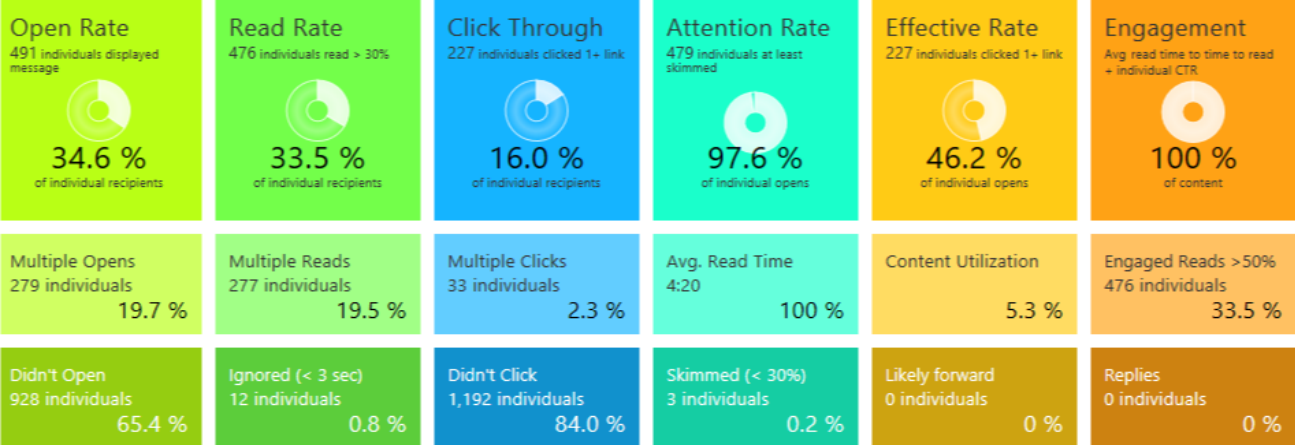 Open Rate
491 individuals displayed
message
34.6 %
of individual recipients
Read Rate
476 individuals read > 30%
33.5 %
of individual recipients
Click Through
227 individuals clicked 1+ link
16.0 %
of individual recipients
Attention Rate
479 individuals at least
skimmed
97.6 %
of individual opens
Effective Rate
227 individuals clicked 1+ link
46.2 %
of individual opens
Engagement
Avg read time to time to read
+ individual CTR
100 %
of content
Multiple Opens
279 individuals
19.7 %
Multiple Reads
277 individuals
19.5 %
Multiple Clicks
33 individuals
2.3 %
Avg. Read Time
4:20
100 %
Content Utilization
5.3 %
Engaged Reads >50%
476 individuals
33.5 %
Didn't Open
928 individuals
65.4 %
Ignored (< 3 sec)
12 individuals
0.8 %
Didn't Click
1,192 individuals
84.0 %
Skimmed (< 30%)
3 individuals
0.2 %
Likely forward
0 individuals
0 %
Replies
0 individuals
0 %